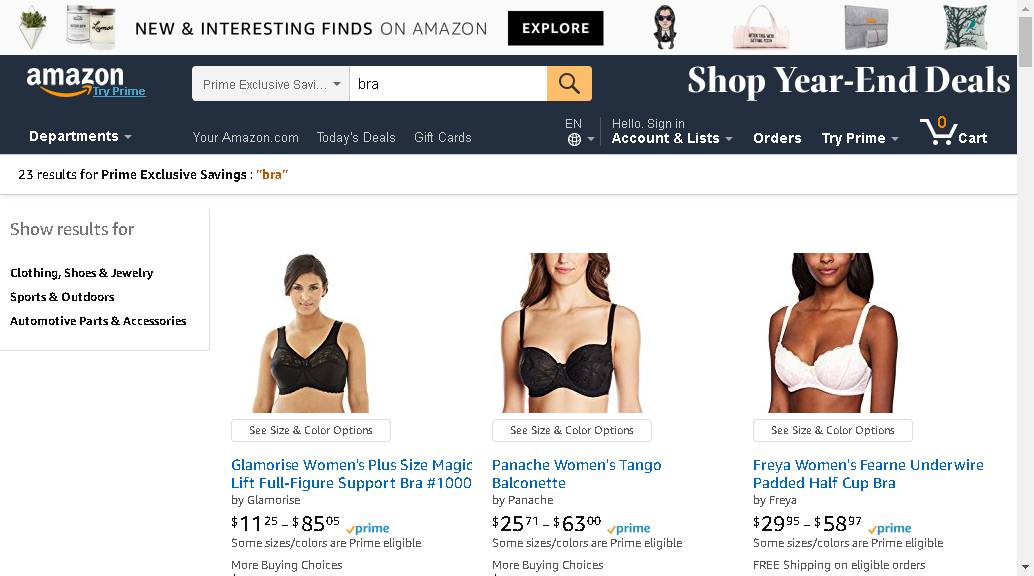 NEW & INTERESTING FINDS ON AMAZON EXPLORE
amazon
Try Prime
Prime Exclusive Savi... bra
Shop Year-End Deals
Departments
Your Amazon.com Today's Deals Gift Cards
EN
Hello. Sign in
Account & Lists
Orders
Try Prime
0
Cart
23 results for Prime Exclusive Savings : "bra"
Show results for
Clothing, Shoes & Jewelry
Sports & Outdoors
Automotive Parts & Accessories
See Size & Color Options
Glamorise Women's Plus Size Magic
Lift Full-Figure Support Bra #1000
by Glamorise
$11.25 - $85.05 prime
Some sizes/colors are Prime eligible
More Buying Choices
See Size & Color Options
Panache Women's Tango
Balconette
by Panache
$25.71 - $63.00 prime
Some sizes/colors are Prime eligible
More Buying Choices
See Size & Color Options
Freya Women's Fearne Underwire
Padded Half Cup Bra
by Freya
$29.95 - $58.97 prime
Some sizes/colors are Prime eligible
FREE Shipping on eligible orders